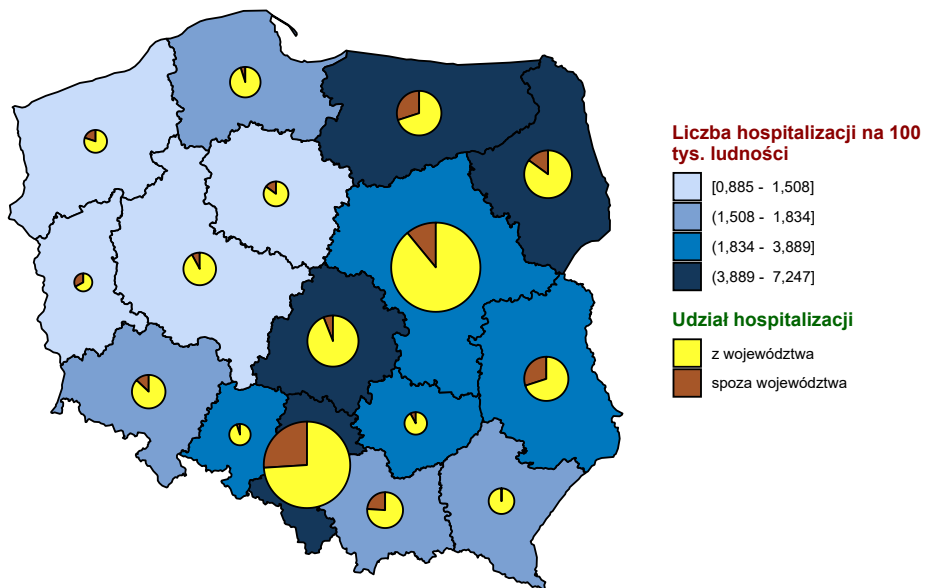 Liczba hospitalizacji na 100
tys. ludności
[0,885 - 1,508]
(1,508 - 1,834]
(1,834 - 3,889]
(3,889 - 7,247]
Udział hospitalizacji
z województwa
spoza województwa